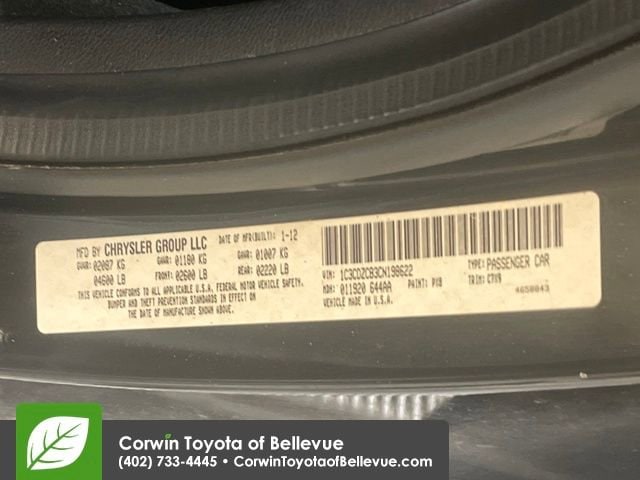 MFD BY CHRYSLER GROUP LLC DATE OF MFR(BUILT): 1-12
GVWR: 02087 KG GAWR: 01180 KG GAWR: 01007 KG
04600 LB FRONT: 02600 LB REAR: 02220 LB
THIS VEHICLE CONFORMS TO ALL APPLICABLE U.S.A. FEDERAL MOTOR VEHICLE SAFETY,
BUMPER AND THEFT PREVENTION STANDARDS IN EFFECT ON
THE DATE OF MANUFACTURE SHOWN ABOVE.
VIN: 1C3CDZCB3CN198622 TYPE: PASSENGER CAR
MDH: 011920 644AA PAINT: PXB TRIM: CTV9
VEHICLE MADE IN U.S.A. 4658043
Corwin Toyota of Bellevue
(402) 733-4445 • CorwinToyotaofBellevue.com